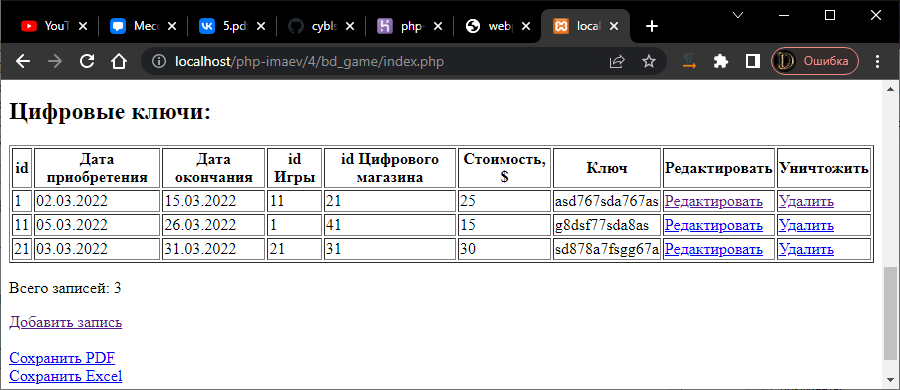 YouT
Месс
5.pd
cybls
php-
web
local
localhost/php-imaev/4/bd_game/index.php
Ошибка
Цифровые ключи:
id Дата приобретения Дата окончания id Игры id Цифрового магазина Стоимость, $ Ключ Редактировать Уничтожить
1 02.03.2022 15.03.2022 11 21 25 asd767sda767as Редактировать Удалить
11 05.03.2022 26.03.2022 1 41 15 g8dsf77sda8as Редактировать Удалить
21 03.03.2022 31.03.2022 21 31 30 sd878a7fsgg67a Редактировать Удалить
Всего записей: 3
Добавить запись
Сохранить PDF
Сохранить Excel